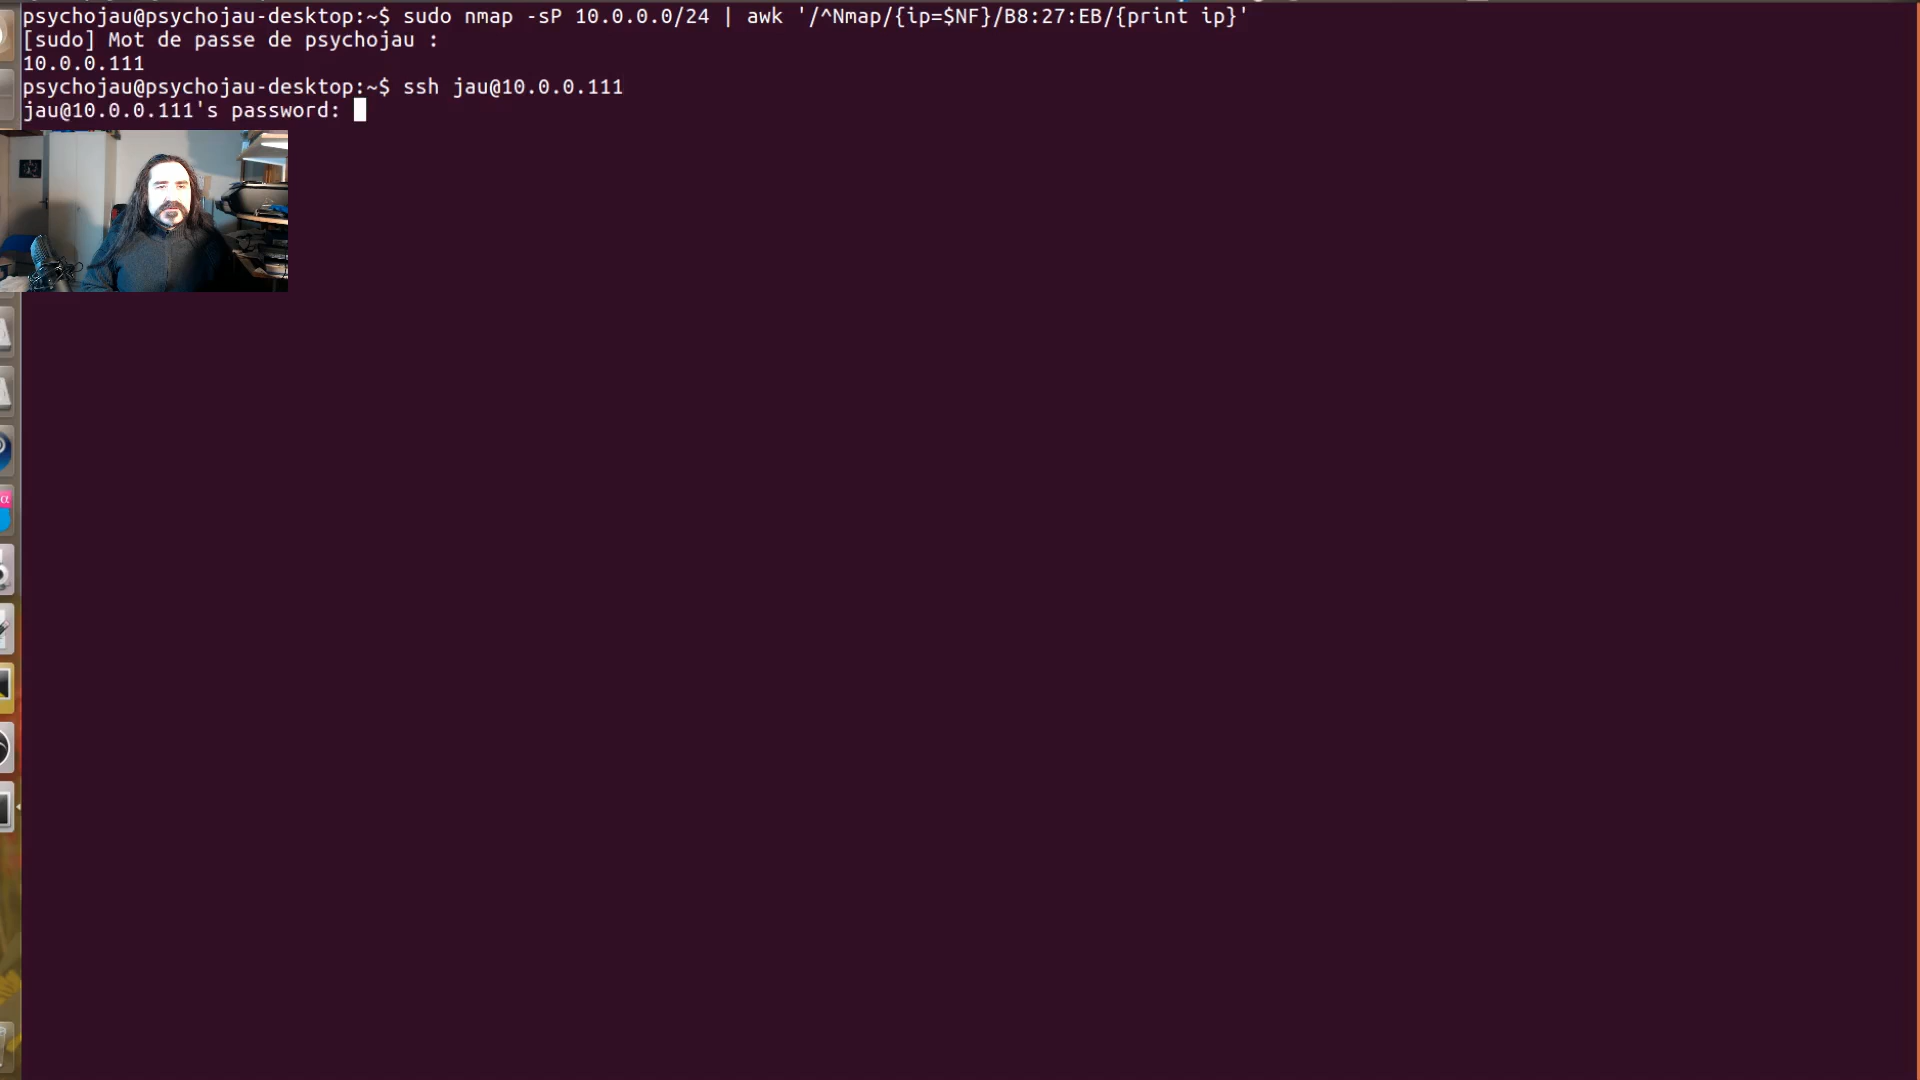 psychojau@psychojau-desktop:~$ sudo nmap -sP 10.0.0.0/24 | awk '/^Nmap/{ip=$NF}/B8:27:EB/{print ip}'
[sudo] Mot de passe de psychojau :
10.0.0.111
psychojau@psychojau-desktop:~$ ssh jau@10.0.0.111
jau@10.0.0.111's password: